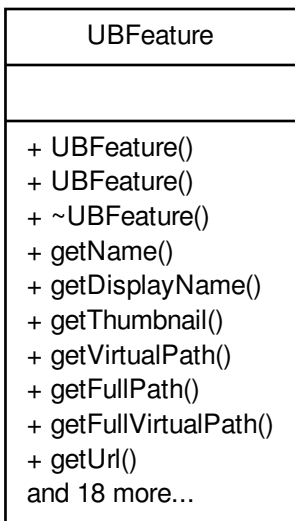 UBFeature
+ UBFeature()
+ UBFeature()
+ ~UBFeature()
+ getName()
+ getDisplayName()
+ getThumbnail()
+ getVirtualPath()
+ getFullPath()
+ getFullVirtualPath()
+ getUrl()
and 18 more...